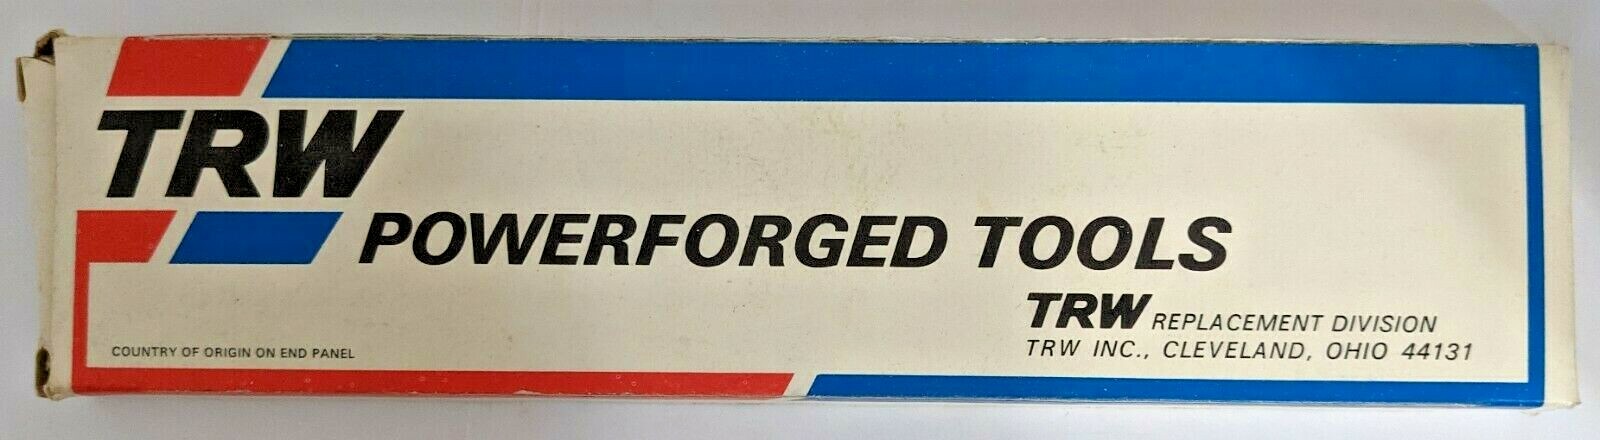 TRW
POWERFORGED TOOLS
TRW REPLACEMENT DIVISION
TRW INC., CLEVELAND, OHIO 44131
COUNTRY OF ORIGIN ON END PANEL